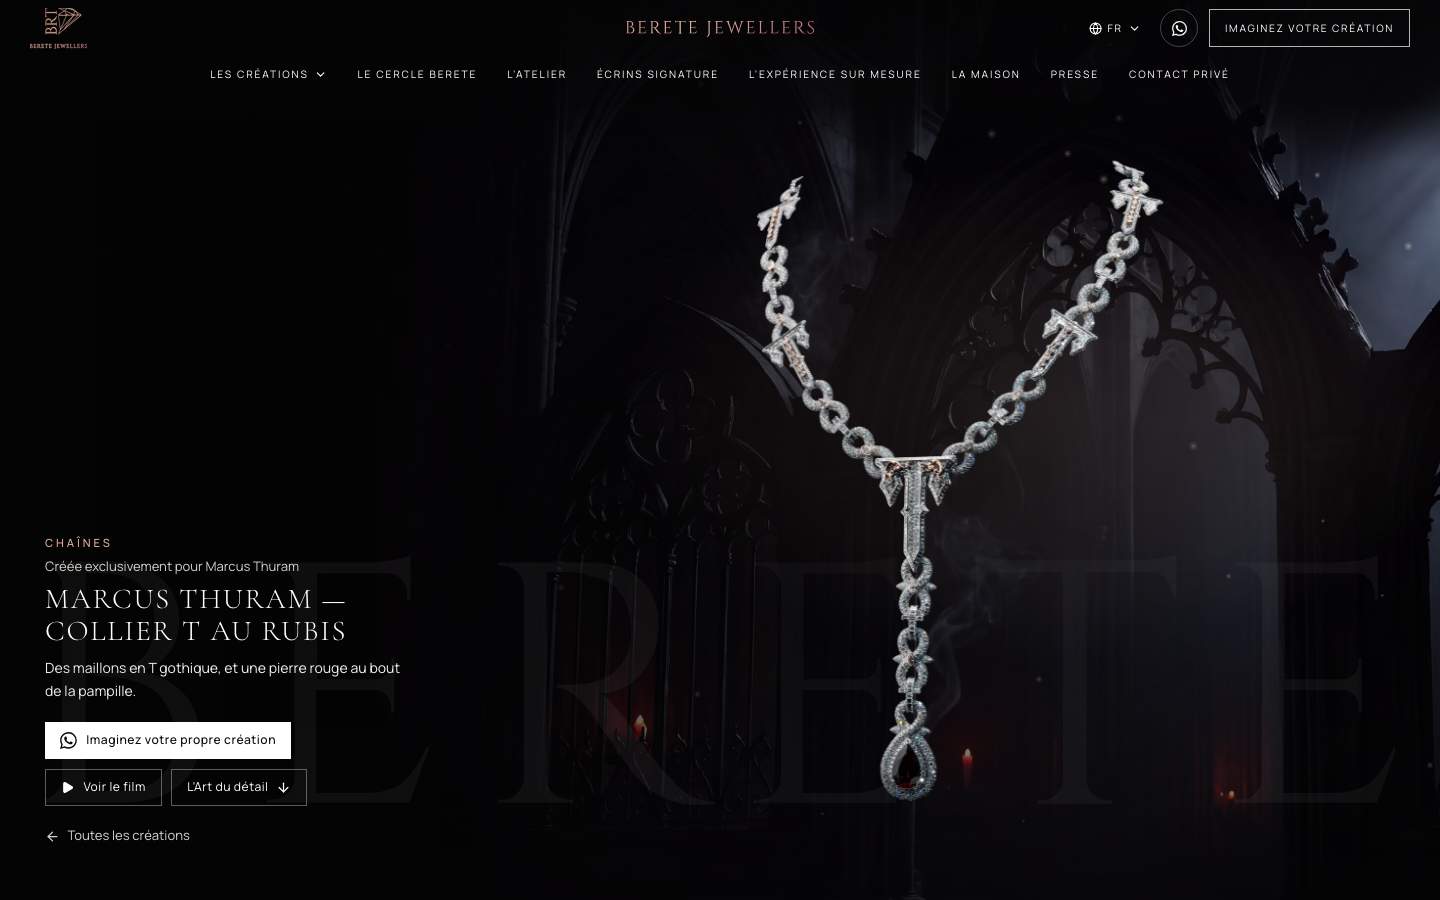 BRT
BERETE JEWELLERS
BERETE JEWELLERS
FR
IMAGINEZ VOTRE CRÉATION
LES CRÉATIONS
LE CERCLE BERETE
L'ATELIER
ÉCRINS SIGNATURE
L'EXPÉRIENCE SUR MESURE
LA MAISON
PRESSE
CONTACT PRIVÉ
CHAÎNES
Créée exclusivement pour Marcus Thuram
MARCUS THURAM —
COLLIER T AU RUBIS
Des maillons en T gothique, et une pierre rouge au bout
de la pampille.
Imaginez votre propre création
Voir le film
L'Art du détail
Toutes les créations
BERETE